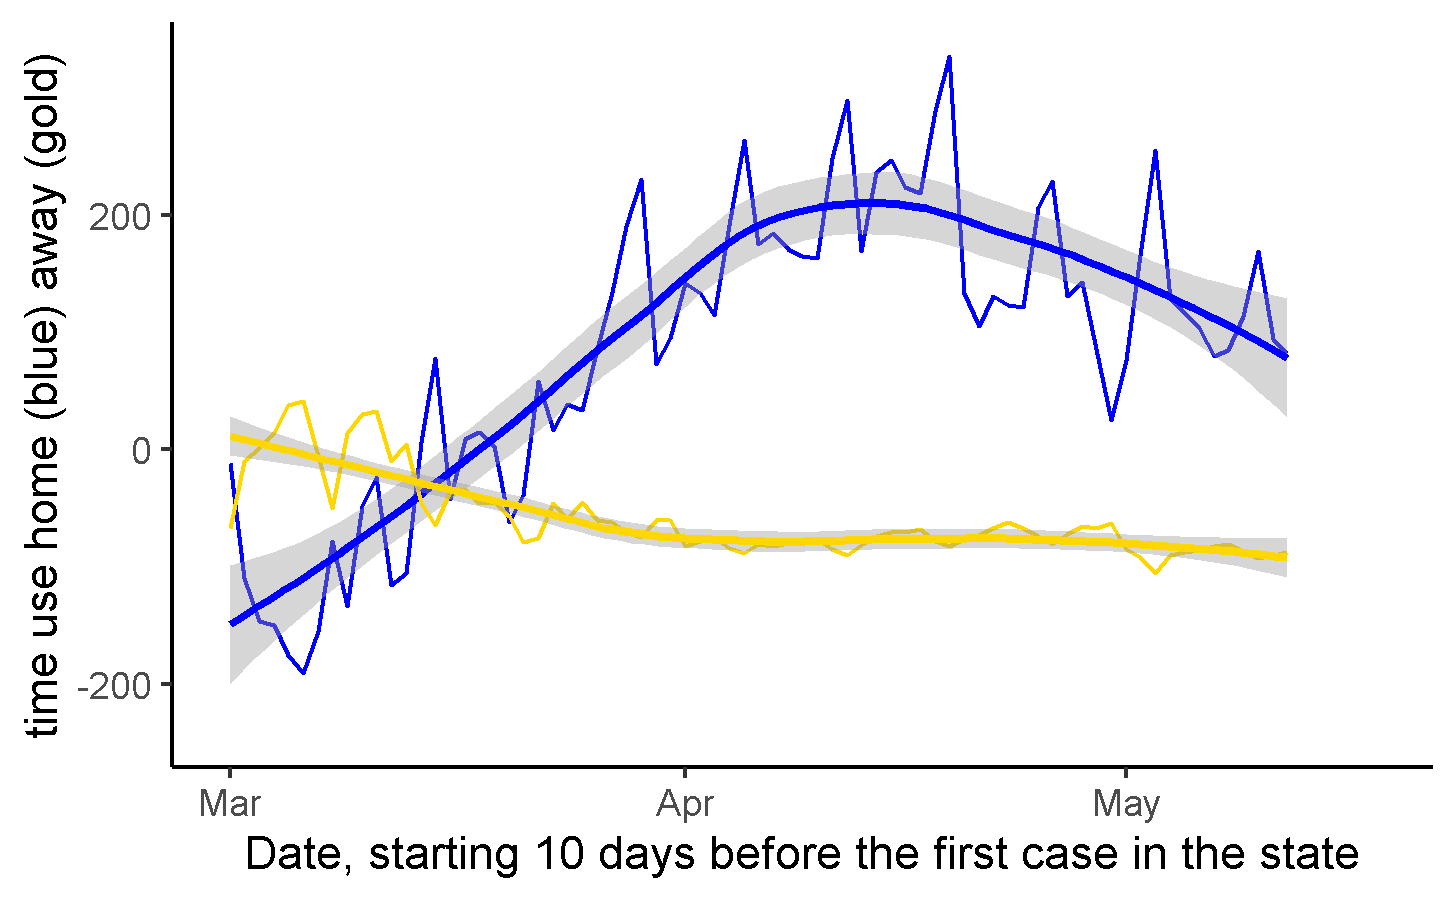 time use home (blue) away (gold)
200
0
-200
Mar
Apr
May
Date, starting 10 days before the first case in the state